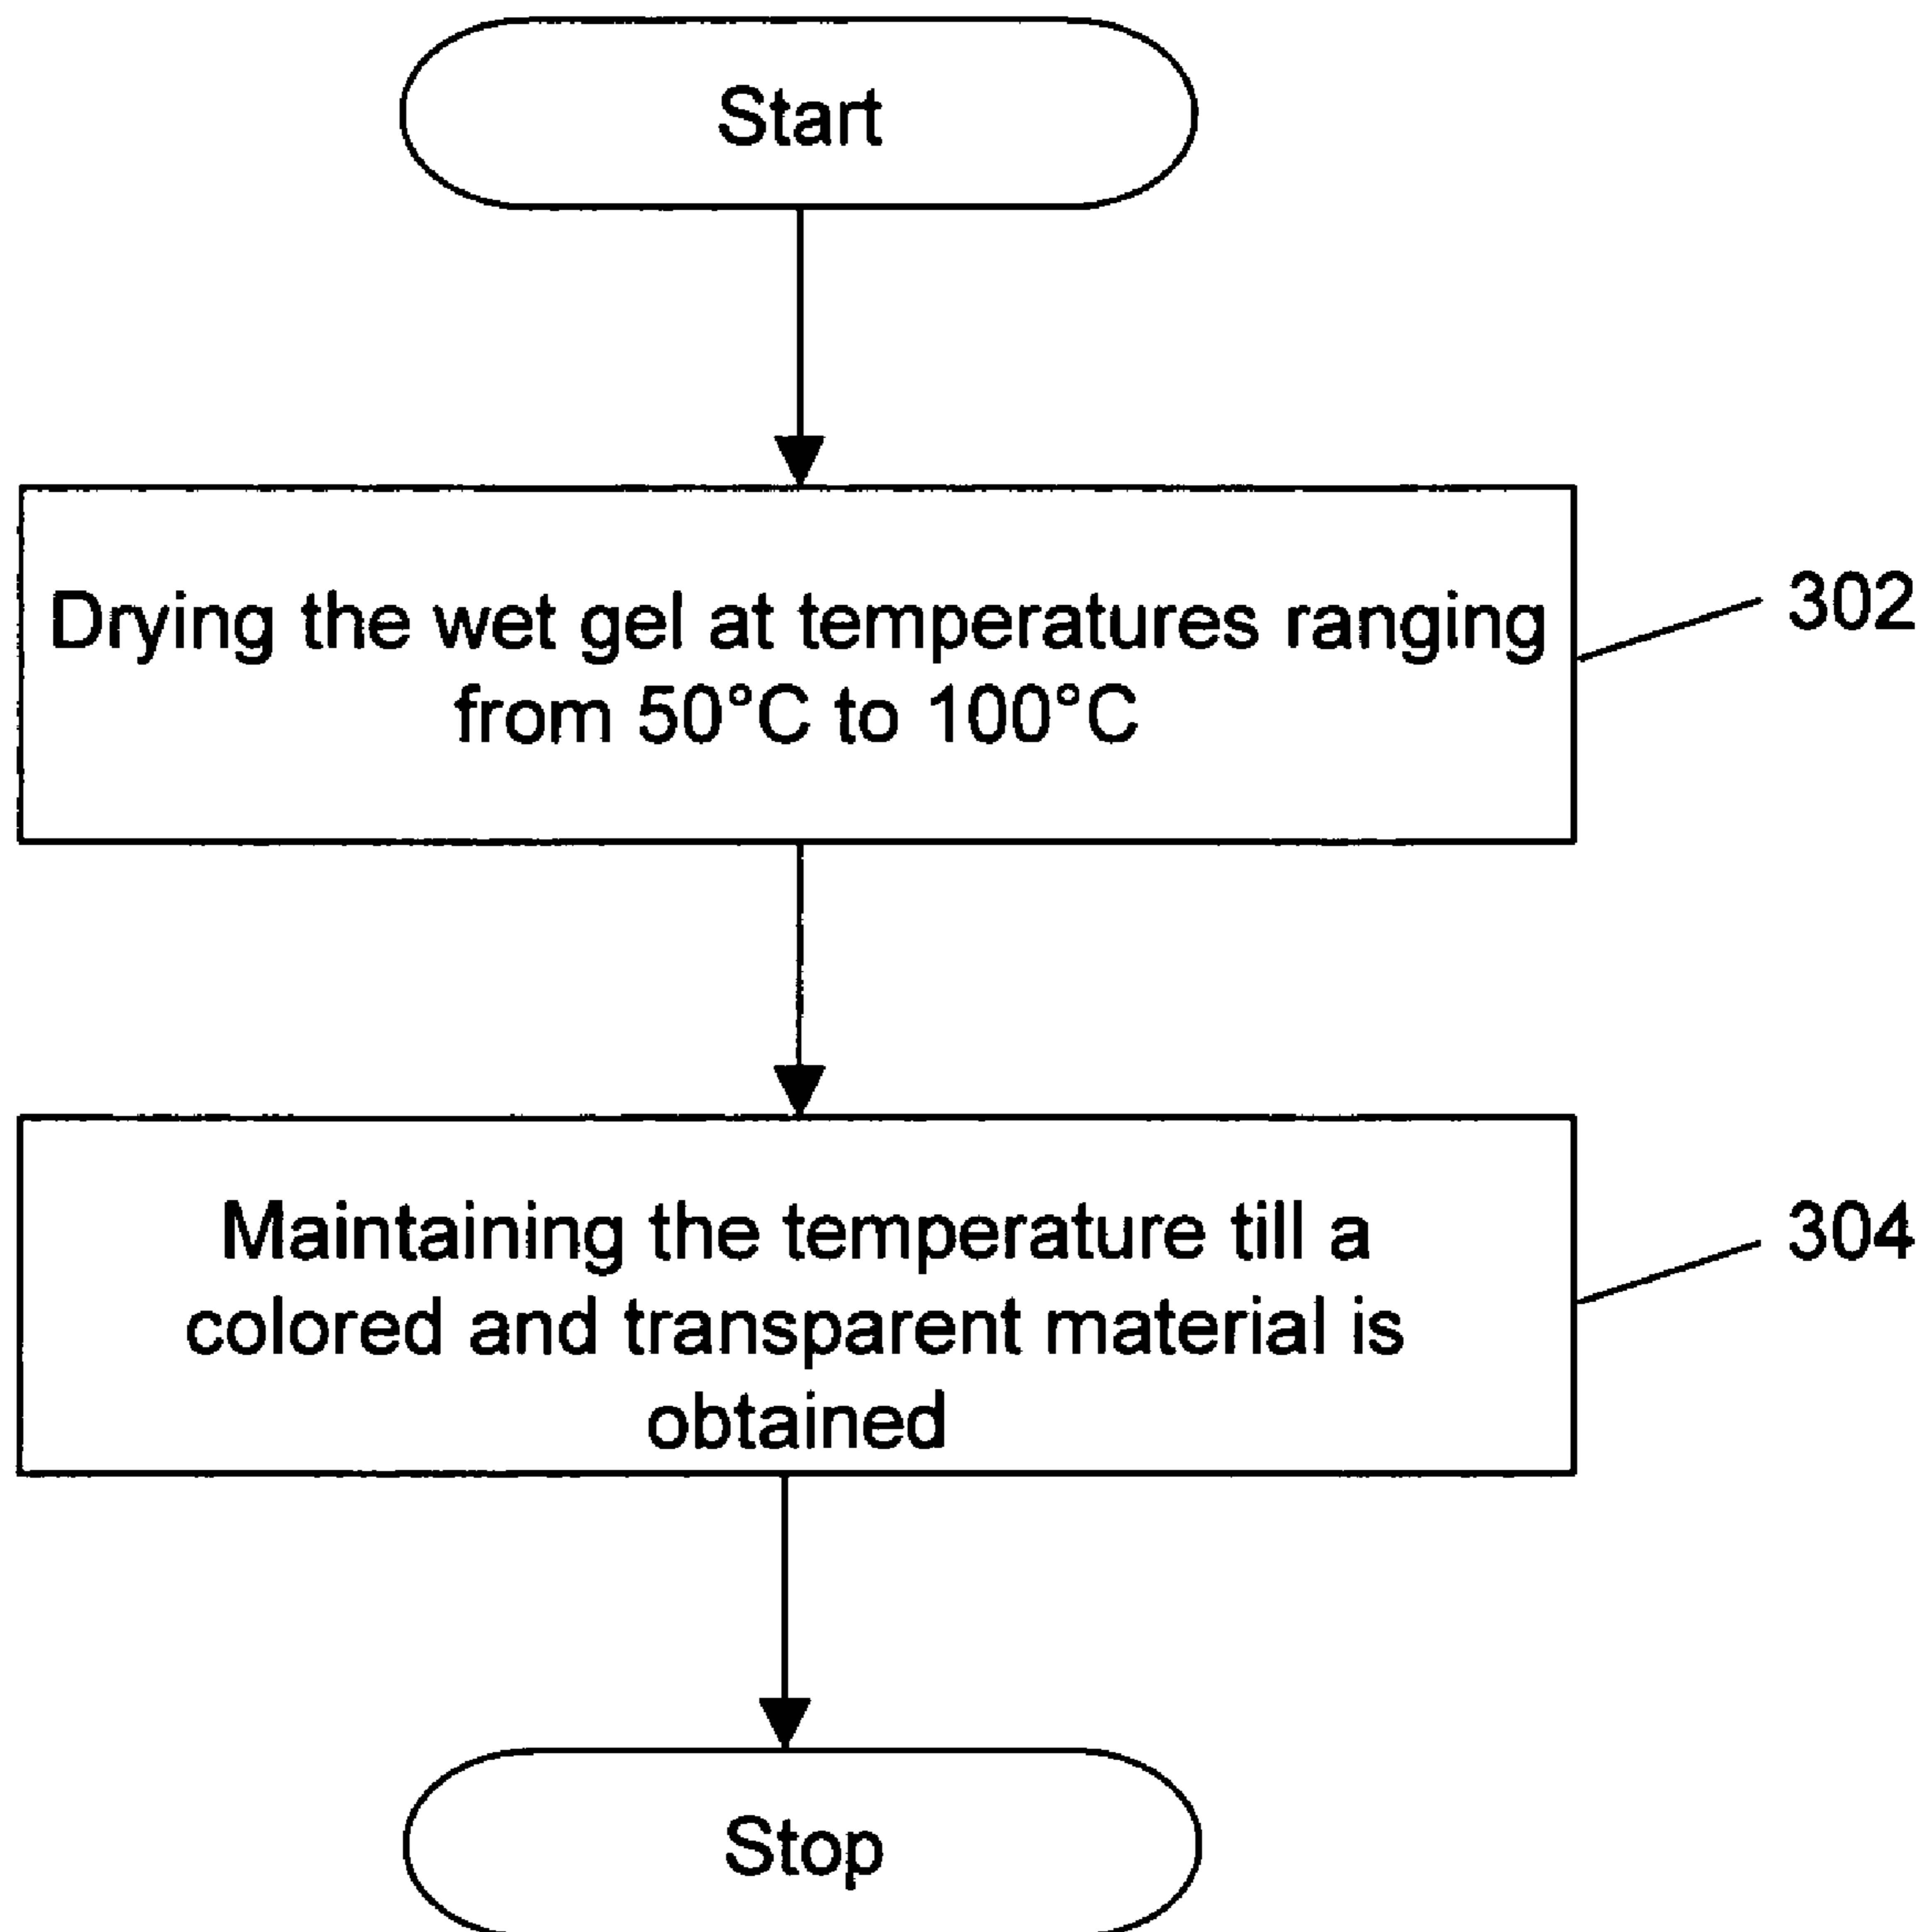 Start
Drying the wet gel at temperatures ranging
from 50°C to 100°C
302
Maintaining the temperature till a
colored and transparent material is
obtained
304
Stop